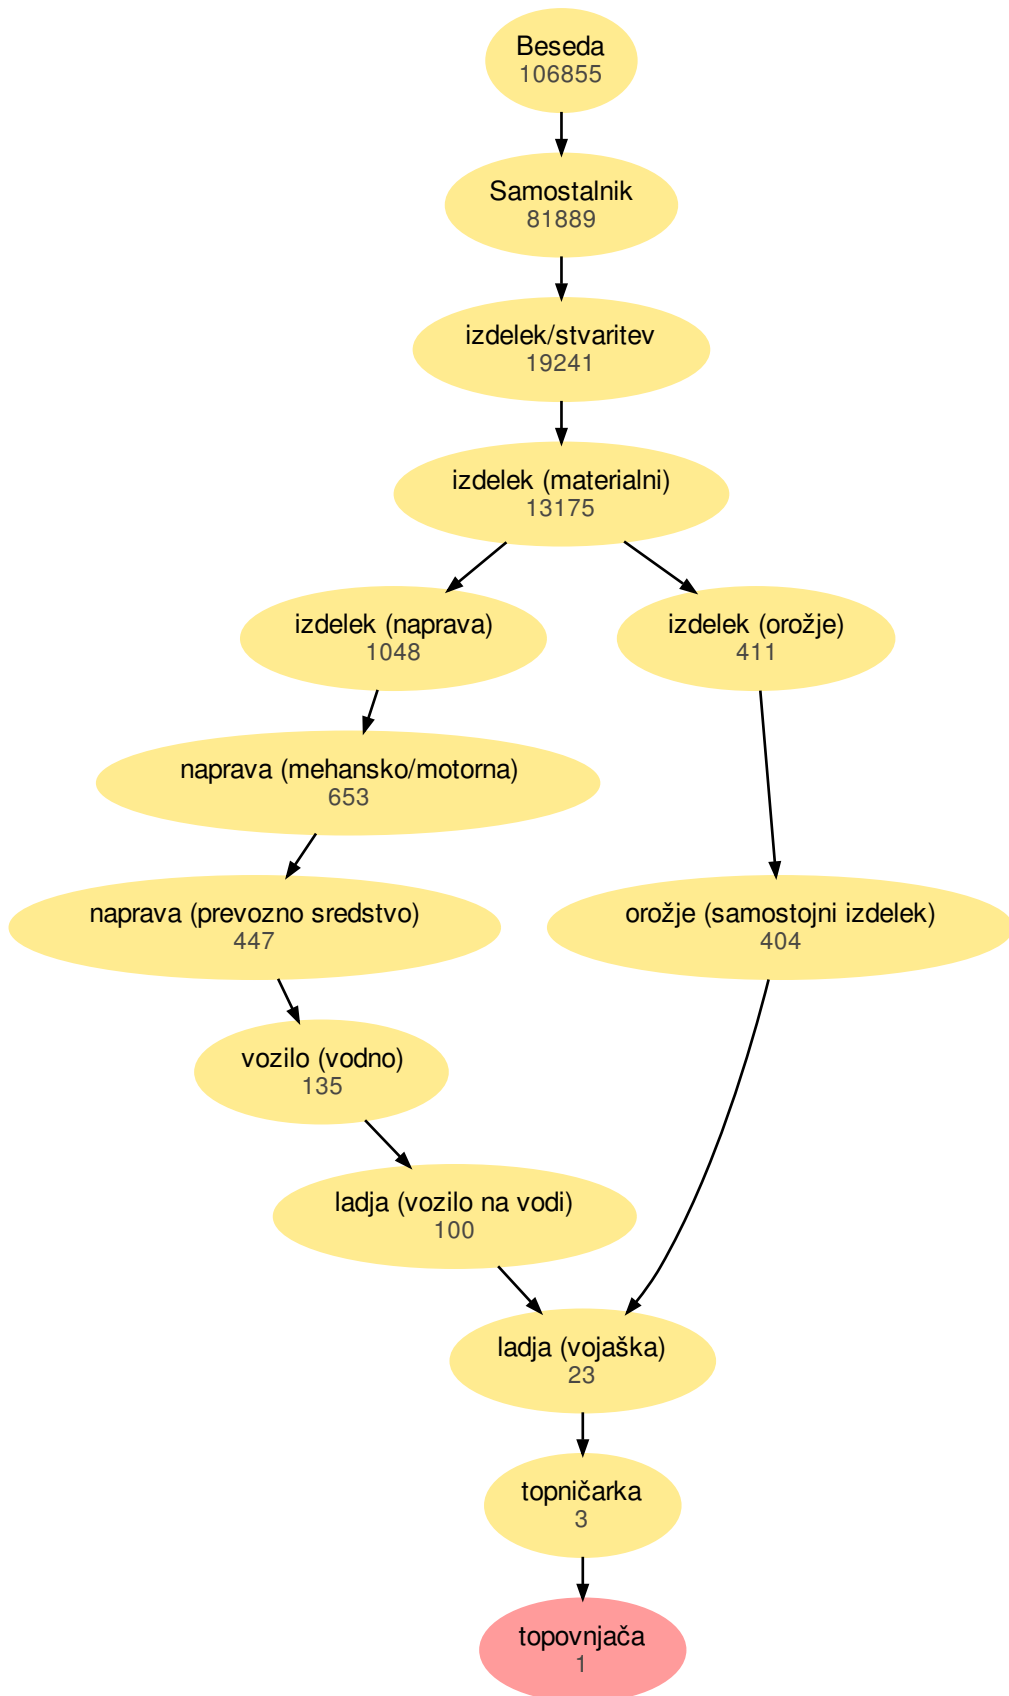 Beseda
106855
Samostalnik
81889
izdelek/stvaritev
19241
izdelek (materialni)
13175
izdelek (naprava)
1048
izdelek (orožje)
411
naprava (mehansko/motorna)
653
naprava (prevozno sredstvo)
447
orožje (samostojni izdelek)
404
vozilo (vodno)
135
ladja (vozilo na vodi)
100
ladja (vojaška)
23
topničarka
3
topovnjača
1